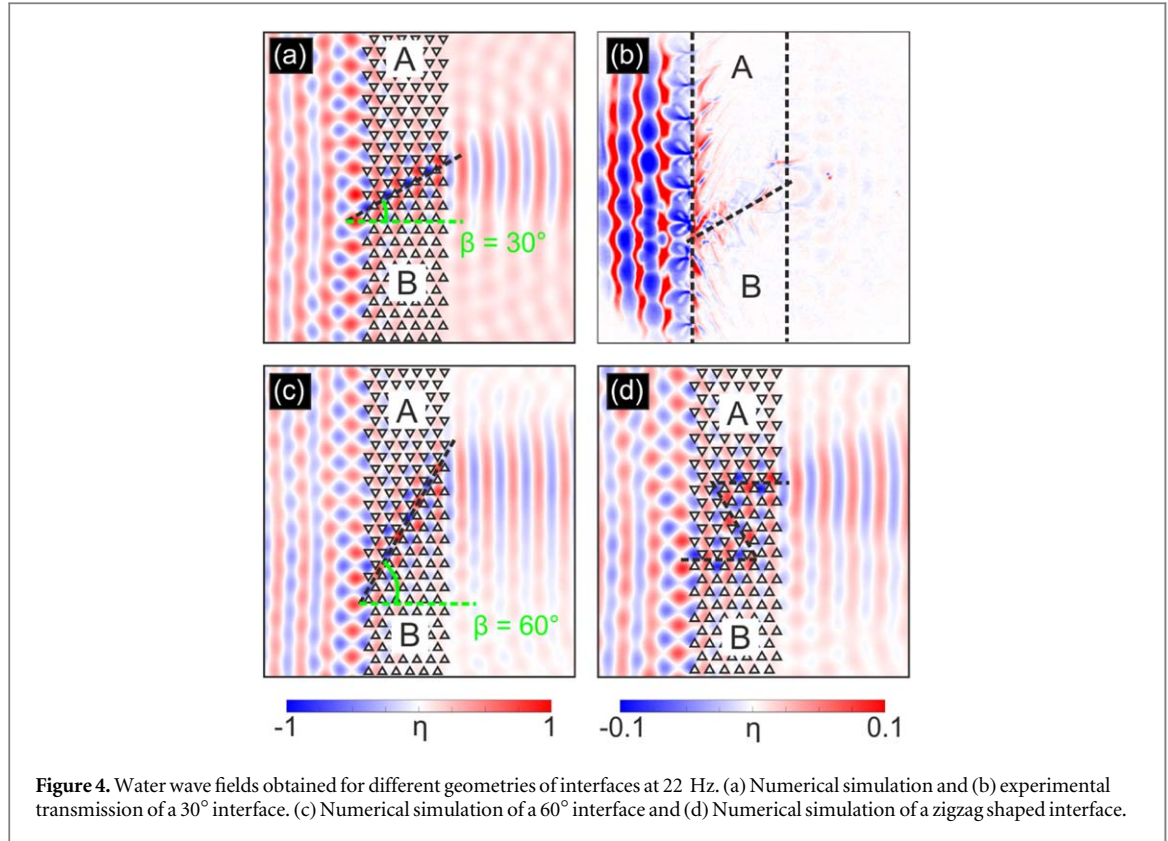 (a)
A
β = 30°
B
(b)
A
B
(c)
A
β = 60°
B
(d)
A
B
-1 η 1
-0.1 η 0.1
Figure 4. Water wave fields obtained for different geometries of interfaces at 22 Hz. (a) Numerical simulation and (b) experimental
transmission of a 30° interface. (c) Numerical simulation of a 60° interface and (d) Numerical simulation of a zigzag shaped interface.